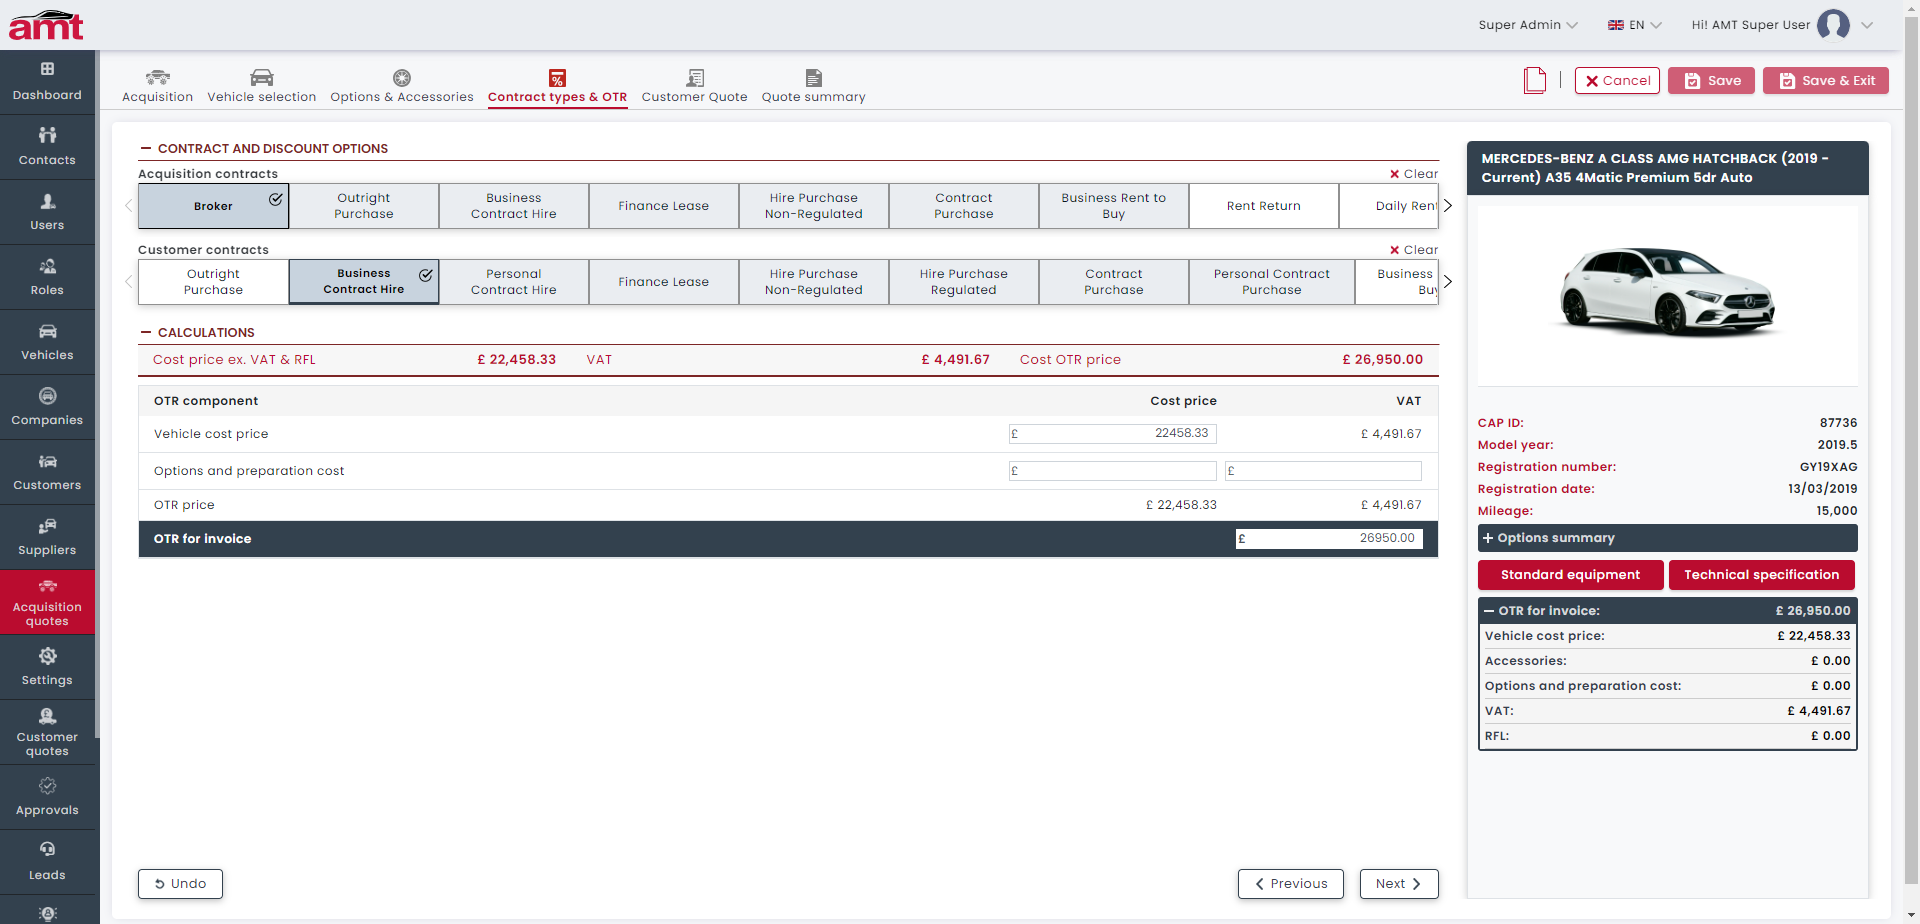 amt
Super Admin
EN
Hi! AMT Super User
Dashboard
Contacts
Users
Roles
Vehicles
Companies
Customers
Suppliers
Acquisition
quotes
Settings
Customer
quotes
Approvals
Leads
Acquisition
Vehicle selection
Options & Accessories
Contract types & OTR
Customer Quote
Quote summary
Cancel
Save
Save & Exit
CONTRACT AND DISCOUNT OPTIONS
Acquisition contracts
Clear
Broker
Outright
Purchase
Business
Contract Hire
Finance Lease
Hire Purchase
Non-Regulated
Contract
Purchase
Business Rent to
Buy
Rent Return
Daily Rent
Customer contracts
Clear
Outright
Purchase
Business
Contract Hire
Personal
Contract Hire
Finance Lease
Hire Purchase
Non-Regulated
Hire Purchase
Regulated
Contract
Purchase
Personal Contract
Purchase
Business
Buy
CALCULATIONS
Cost price ex. VAT & RFL £ 22,458.33 VAT £ 4,491.67 Cost OTR price £ 26,950.00
OTR component Cost price VAT
Vehicle cost price £ 22458.33 £ 4,491.67
Options and preparation cost £ £
OTR price £ 22,458.33 £ 4,491.67
OTR for invoice £ 26950.00
Undo
Previous
Next
MERCEDES-BENZ A CLASS AMG HATCHBACK (2019 -
Current) A35 4Matic Premium 5dr Auto
CAP ID: 87736
Model year: 2019.5
Registration number: GY19XAG
Registration date: 13/03/2019
Mileage: 15,000
Options summary
Standard equipment
Technical specification
OTR for invoice: £ 26,950.00
Vehicle cost price: £ 22,458.33
Accessories: £ 0.00
Options and preparation cost: £ 0.00
VAT: £ 4,491.67
RFL: £ 0.00